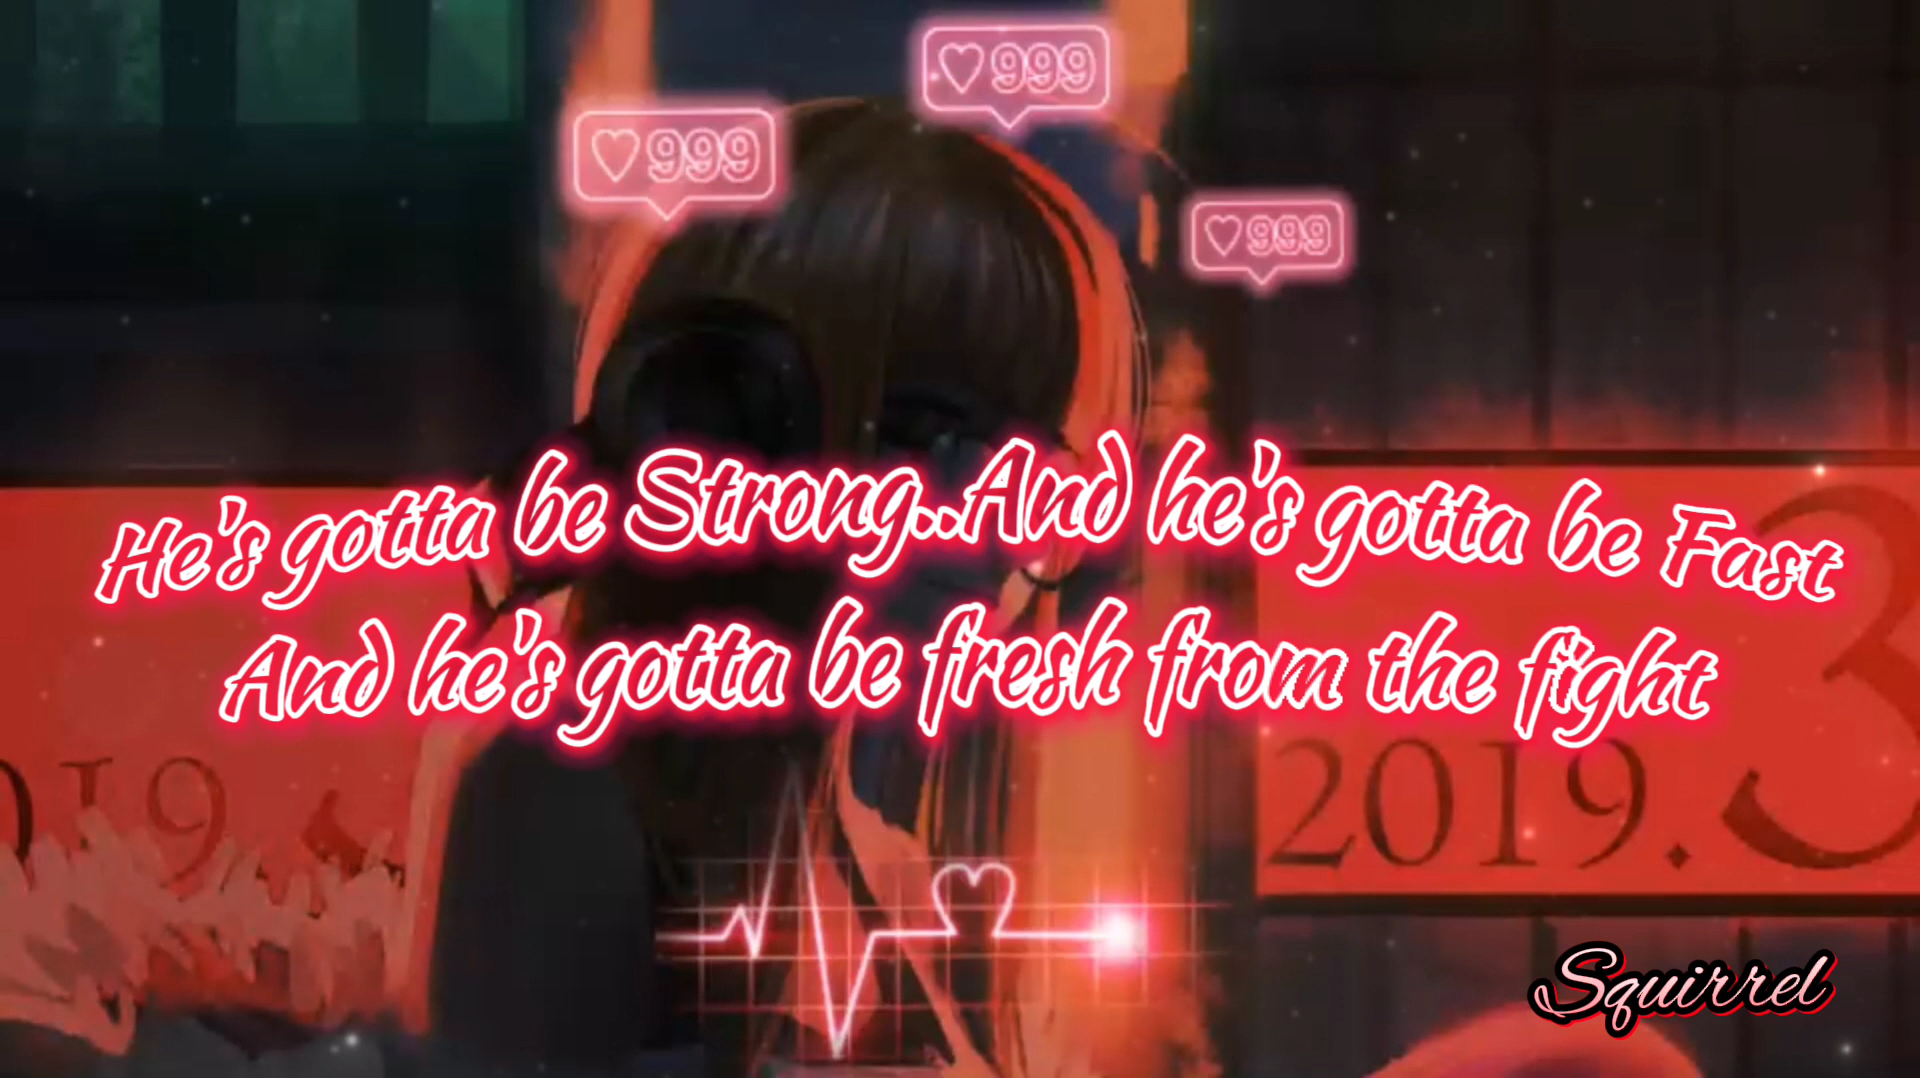 ♡999
♡999
♡999
He's gotta be Strong..And he's gotta be Fast
And he's gotta be fresh from the fight
3
2019.
019.
Squirrel